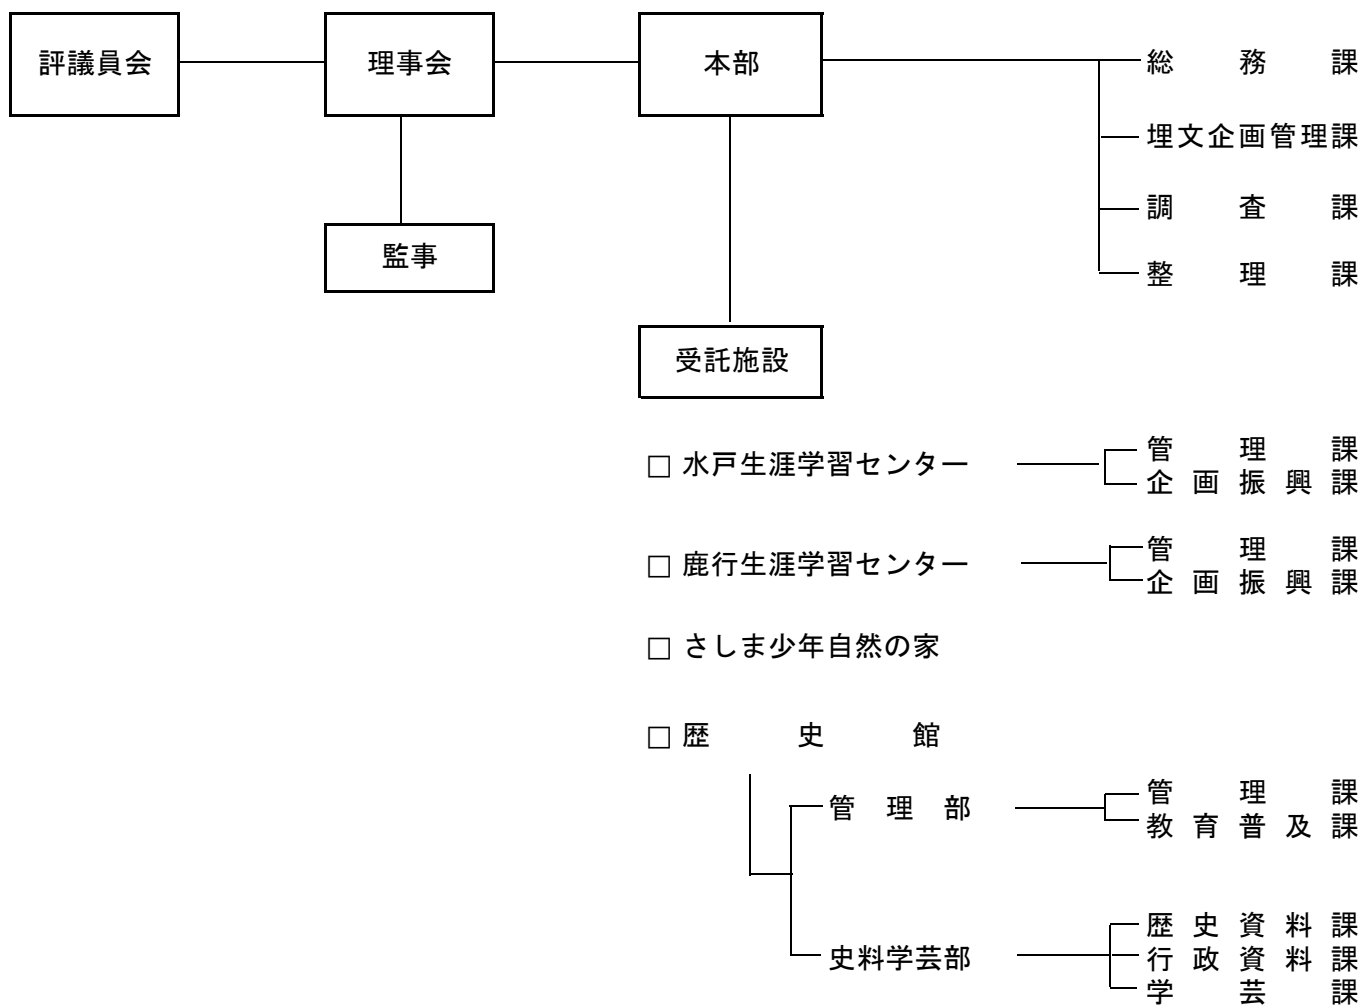 評議員会 理事会 本部 総務課
埋文企画管理課
調査課
監事
整理課
受託施設
□ 水戸生涯学習センター 管理課
企画振興課
□ 鹿行生涯学習センター 管理課
企画振興課
□ さしま少年自然の家
□ 歴史館
管理部 管理課
教育普及課
史料学芸部 歴史資料課
行政資料課
学芸課